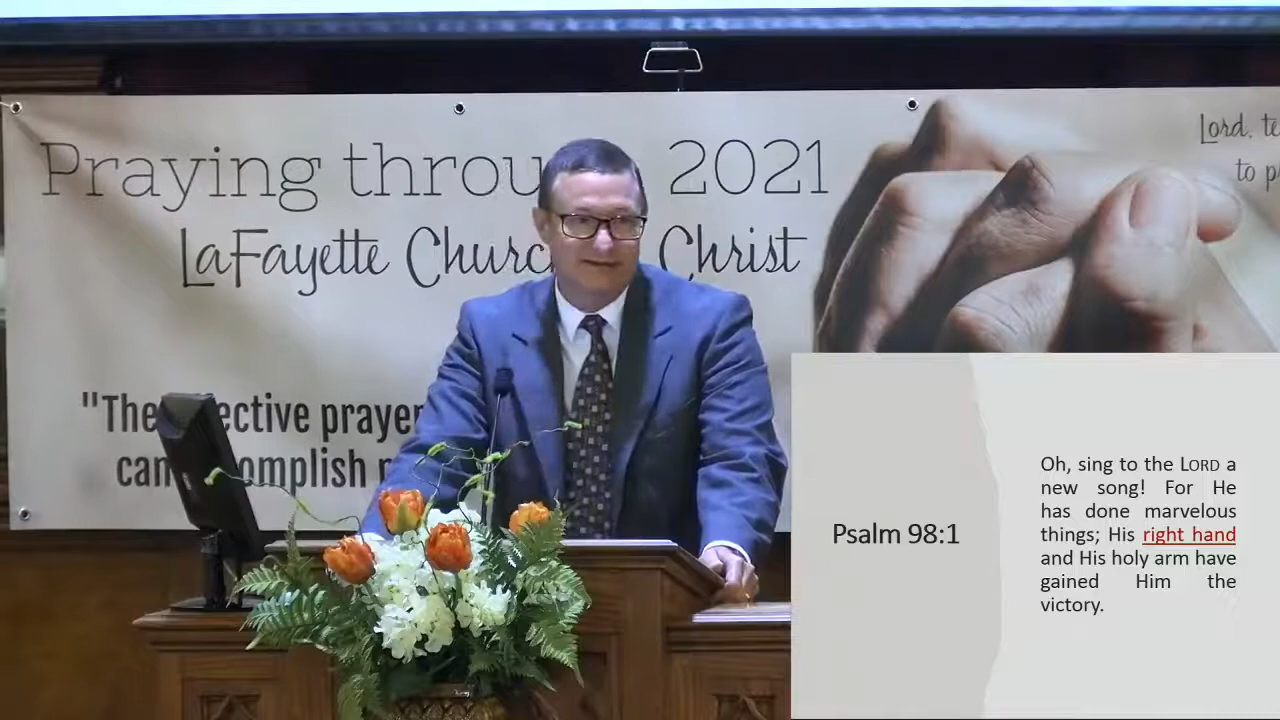 Praying throu 2021
LaFayette Churc Christ
Lord, te
to p
"The ective prayer
can omplish
Psalm 98:1
Oh, sing to the LORD a
new song! For He
has done marvelous
things; His right hand
and His holy arm have
gained Him the
victory.